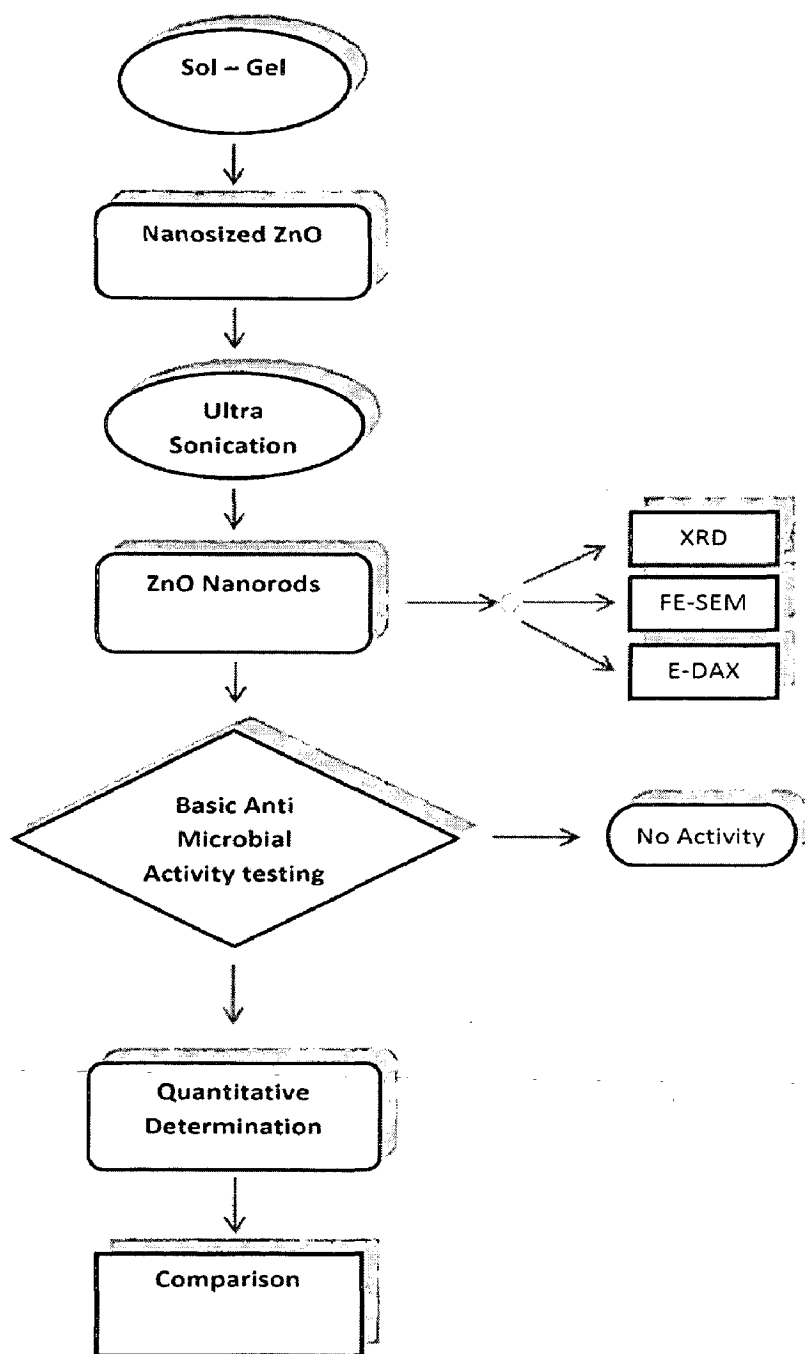 Sol – Gel
Nanosized ZnO
Ultra
Sonication
ZnO Nanorods
XRD
FE-SEM
E-DAX
Basic Anti
Microbial
Activity testing
No Activity
Quantitative
Determination
Comparison